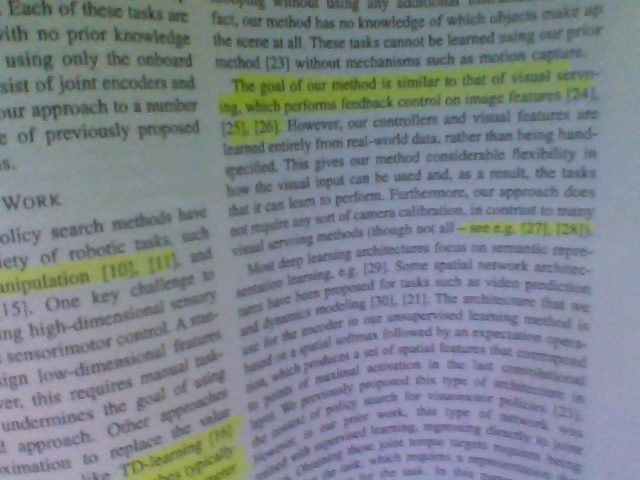 . Each of these tasks are
with no prior knowledge
using only the onboard
sist of joint encoders and
our approach to a number
e of previously proposed
s.
WORK
olicy search methods have
iety of robotic tasks, such
anipulation [10], [11], and
15]. One key challenge to
ing high-dimensional sensory
sensorimotor control. A stan-
sign low-dimensional features
ver, this requires manual task-
undermines the goal of using
d approach. Other approaches
oximation to replace the value
like TD-learning [16]
typically
without using any additional
fact, our method has no knowledge of which objects make up
the scene at all. These tasks cannot be learned using our prior
method [23] without mechanisms such as motion capture.
The goal of our method is similar to that of visual servo-
ing, which performs feedback control on image features [24],
[25], [26]. However, our controllers and visual features are
learned entirely from real-world data, rather than being hand-
specified. This gives our method considerable flexibility in
how the visual input can be used and, as a result, the tasks
that it can learn to perform. Furthermore, our approach does
not require any sort of camera calibration, in contrast to many
visual servoing methods (though not all – see e.g. [27], [28]).
Most deep learning architectures focus on semantic repre-
sentation learning, e.g. [29]. Some spatial network architec-
tures have been proposed for tasks such as video prediction
and dynamics modeling [30], [21]. The architecture that we
use for the encoder in our unsupervised learning method is
based on a spatial softmax followed by an expectation opera-
tion, which produces a set of spatial features that correspond
to points of maximal activation in the last convolutional
layer. We previously proposed this type of architecture in
the context of policy search for visuomotor policies [23].
However, in our prior work, this type of network was
trained with supervised learning, regressing directly to joint
Obtaining these joint torque targets requires being
the task, which requires a representation
for the task. In this